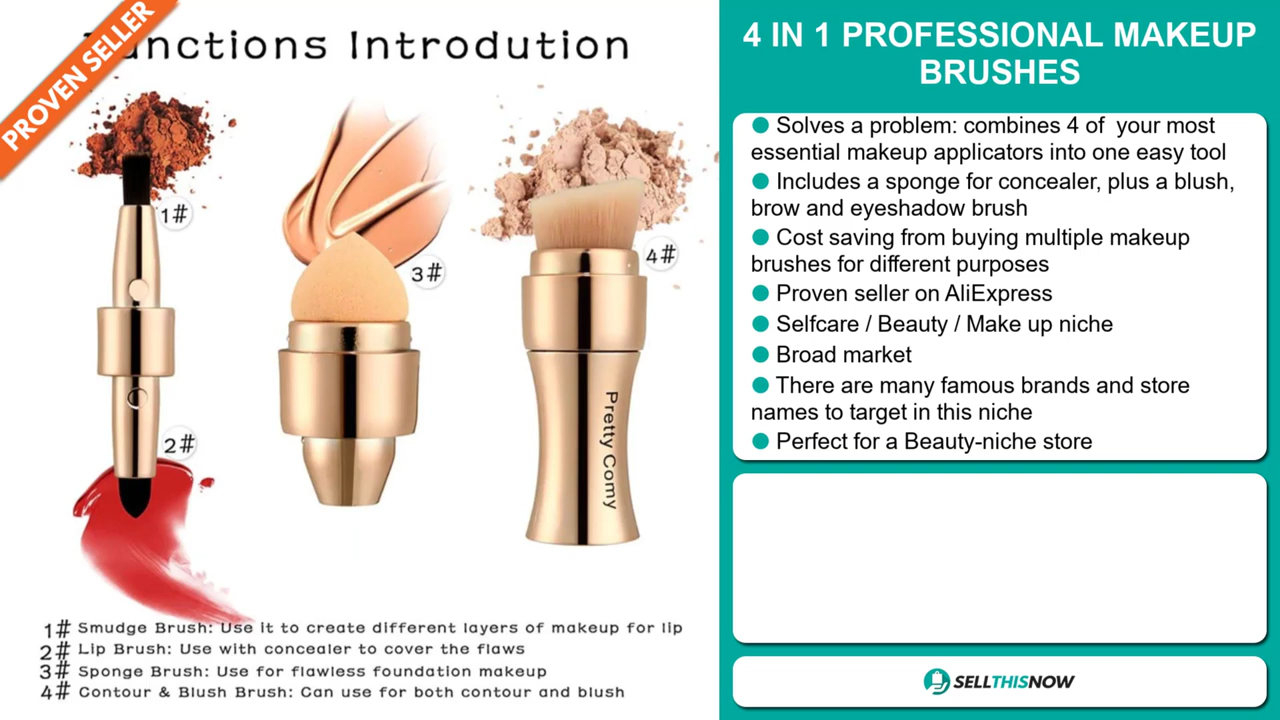 PROVEN SELLER
Functions Introdution
1#
2#
3#
4#
Pretty Comy
1# Smudge Brush: Use it to create different layers of makeup for lip
2# Lip Brush: Use with concealer to cover the flaws
3# Sponge Brush: Use for flawless foundation makeup
4# Contour & Blush Brush: Can use for both contour and blush
4 IN 1 PROFESSIONAL MAKEUP
BRUSHES
● Solves a problem: combines 4 of your most
essential makeup applicators into one easy tool
● Includes a sponge for concealer, plus a blush,
brow and eyeshadow brush
● Cost saving from buying multiple makeup
brushes for different purposes
● Proven seller on AliExpress
● Selfcare / Beauty / Make up niche
● Broad market
● There are many famous brands and store
names to target in this niche
● Perfect for a Beauty-niche store
SELLTHISNOW